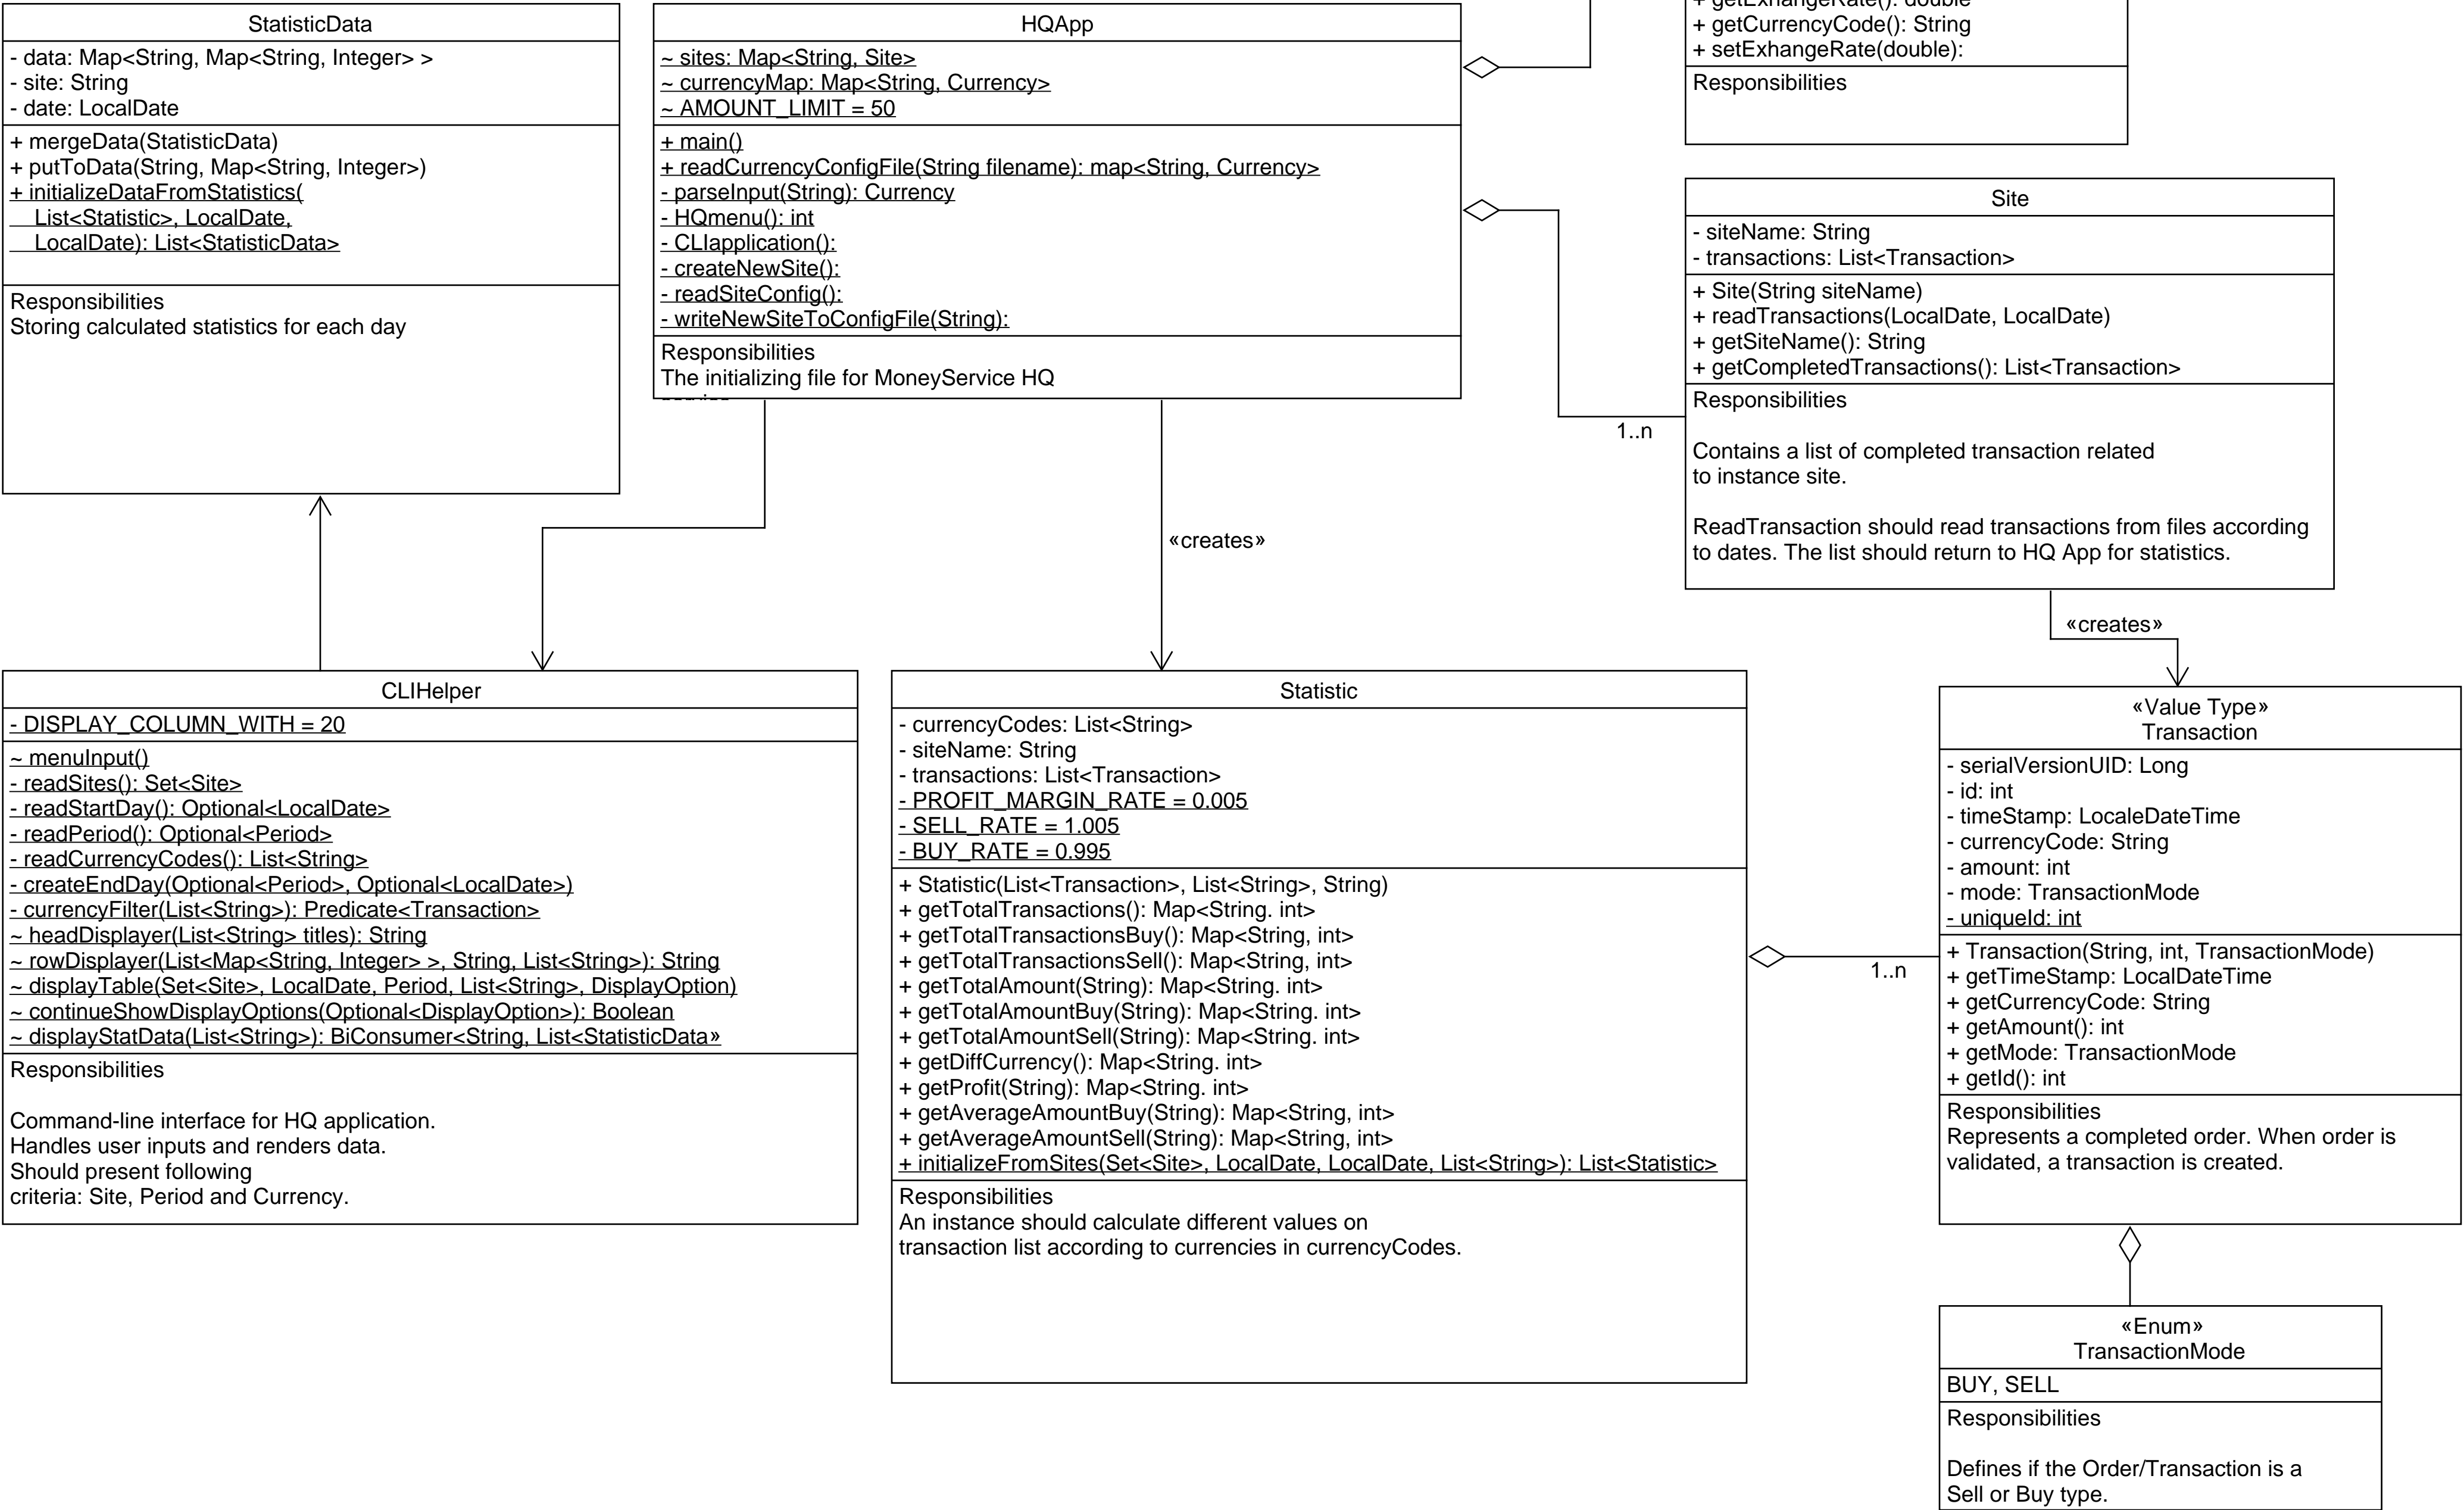 StatisticData
- data: Map<String, Map<String, Integer> >
- site: String
- date: LocalDate
+ mergeData(StatisticData)
+ putToData(String, Map<String, Integer>)
+ initializeDataFromStatistics(
List<Statistic>, LocalDate,
LocalDate): List<StatisticData>
Responsibilities
Storing calculated statistics for each day
HQApp
~ sites: Map<String, Site>
~ currencyMap: Map<String, Currency>
~ AMOUNT_LIMIT = 50
+ main()
+ readCurrencyConfigFile(String filename): map<String, Currency>
- parseInput(String): Currency
- HQmenu(): int
- CLIapplication():
- createNewSite():
- readSiteConfig():
- writeNewSiteToConfigFile(String):
Responsibilities
The initializing file for MoneyService HQ
+ getExhangeRate(): double
+ getCurrencyCode(): String
+ setExhangeRate(double):
Responsibilities
Site
- siteName: String
- transactions: List<Transaction>
+ Site(String siteName)
+ readTransactions(LocalDate, LocalDate)
+ getSiteName(): String
+ getCompletedTransactions(): List<Transaction>
Responsibilities
Contains a list of completed transaction related
to instance site.
ReadTransaction should read transactions from files according
to dates. The list should return to HQ App for statistics.
1..n
«creates»
«creates»
CLIHelper
- DISPLAY_COLUMN_WITH = 20
~ menuInput()
- readSites(): Set<Site>
- readStartDay(): Optional<LocalDate>
- readPeriod(): Optional<Period>
- readCurrencyCodes(): List<String>
- createEndDay(Optional<Period>, Optional<LocalDate>)
- currencyFilter(List<String>): Predicate<Transaction>
~ headDisplayer(List<String> titles): String
~ rowDisplayer(List<Map<String, Integer> >, String, List<String>): String
~ displayTable(Set<Site>, LocalDate, Period, List<String>, DisplayOption)
~ continueShowDisplayOptions(Optional<DisplayOption>): Boolean
~ displayStatData(List<String>): BiConsumer<String, List<StatisticData»
Responsibilities
Command-line interface for HQ application.
Handles user inputs and renders data.
Should present following
criteria: Site, Period and Currency.
Statistic
- currencyCodes: List<String>
- siteName: String
- transactions: List<Transaction>
- PROFIT_MARGIN_RATE = 0.005
- SELL_RATE = 1.005
- BUY_RATE = 0.995
+ Statistic(List<Transaction>, List<String>, String)
+ getTotalTransactions(): Map<String. int>
+ getTotalTransactionsBuy(): Map<String, int>
+ getTotalTransactionsSell(): Map<String, int>
+ getTotalAmount(String): Map<String. int>
+ getTotalAmountBuy(String): Map<String. int>
+ getTotalAmountSell(String): Map<String. int>
+ getDiffCurrency(): Map<String. int>
+ getProfit(String): Map<String. int>
+ getAverageAmountBuy(String): Map<String, int>
+ getAverageAmountSell(String): Map<String, int>
+ initializeFromSites(Set<Site>, LocalDate, LocalDate, List<String>): List<Statistic>
Responsibilities
An instance should calculate different values on
transaction list according to currencies in currencyCodes.
1..n
«Value Type»
Transaction
- serialVersionUID: Long
- id: int
- timeStamp: LocaleDateTime
- currencyCode: String
- amount: int
- mode: TransactionMode
- uniqueId: int
+ Transaction(String, int, TransactionMode)
+ getTimeStamp: LocalDateTime
+ getCurrencyCode: String
+ getAmount(): int
+ getMode: TransactionMode
+ getId(): int
Responsibilities
Represents a completed order. When order is
validated, a transaction is created.
«Enum»
TransactionMode
BUY, SELL
Responsibilities
Defines if the Order/Transaction is a
Sell or Buy type.